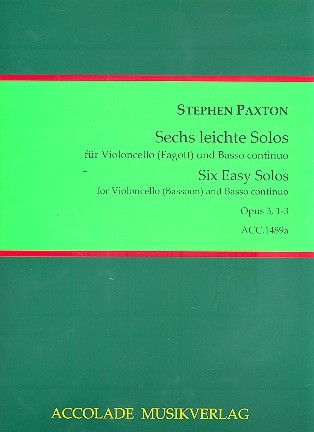 STEPHEN PAXTON
Sechs leichte Solos
für Violoncello (Fagott) und Basso continuo
Six Easy Solos
for Violoncello (Bassoon) and Basso continuo
Opus 3, 1-3
ACC.1489a
ACCOLADE MUSIKVERLAG